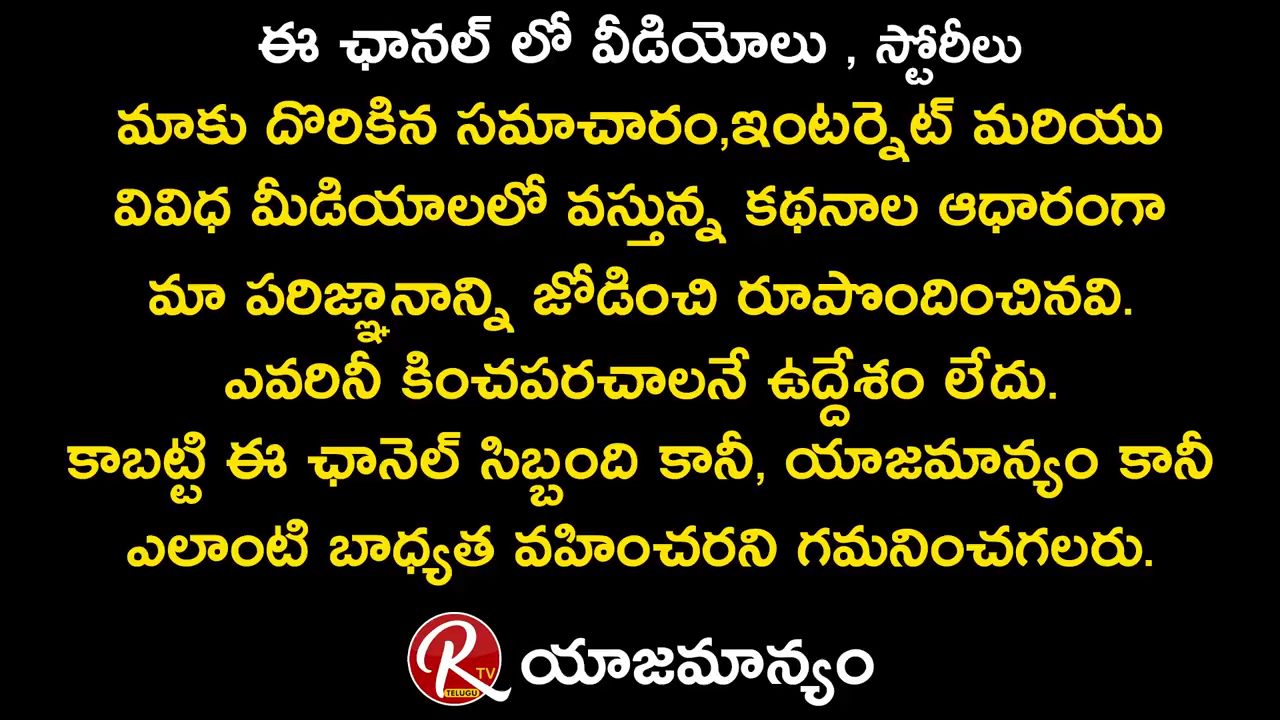 ఈ ఛానల్ లో వీడియోలు , స్టోరీలు
మాకు దొరికిన సమాచారం,ఇంటర్నెట్ మరియు
వివిధ మీడియాలలో వస్తున్న కథనాల ఆధారంగా
మా పరిజ్ఞానాన్ని జోడించి రూపొందించినవి.
ఎవరినీ కించపరచాలనే ఉద్దేశం లేదు.
కాబట్టి ఈ ఛానెల్ సిబ్బంది కానీ, యాజమాన్యం కానీ
ఎలాంటి బాధ్యత వహించరని గమనించగలరు.
R TV TELUGU యాజమాన్యం